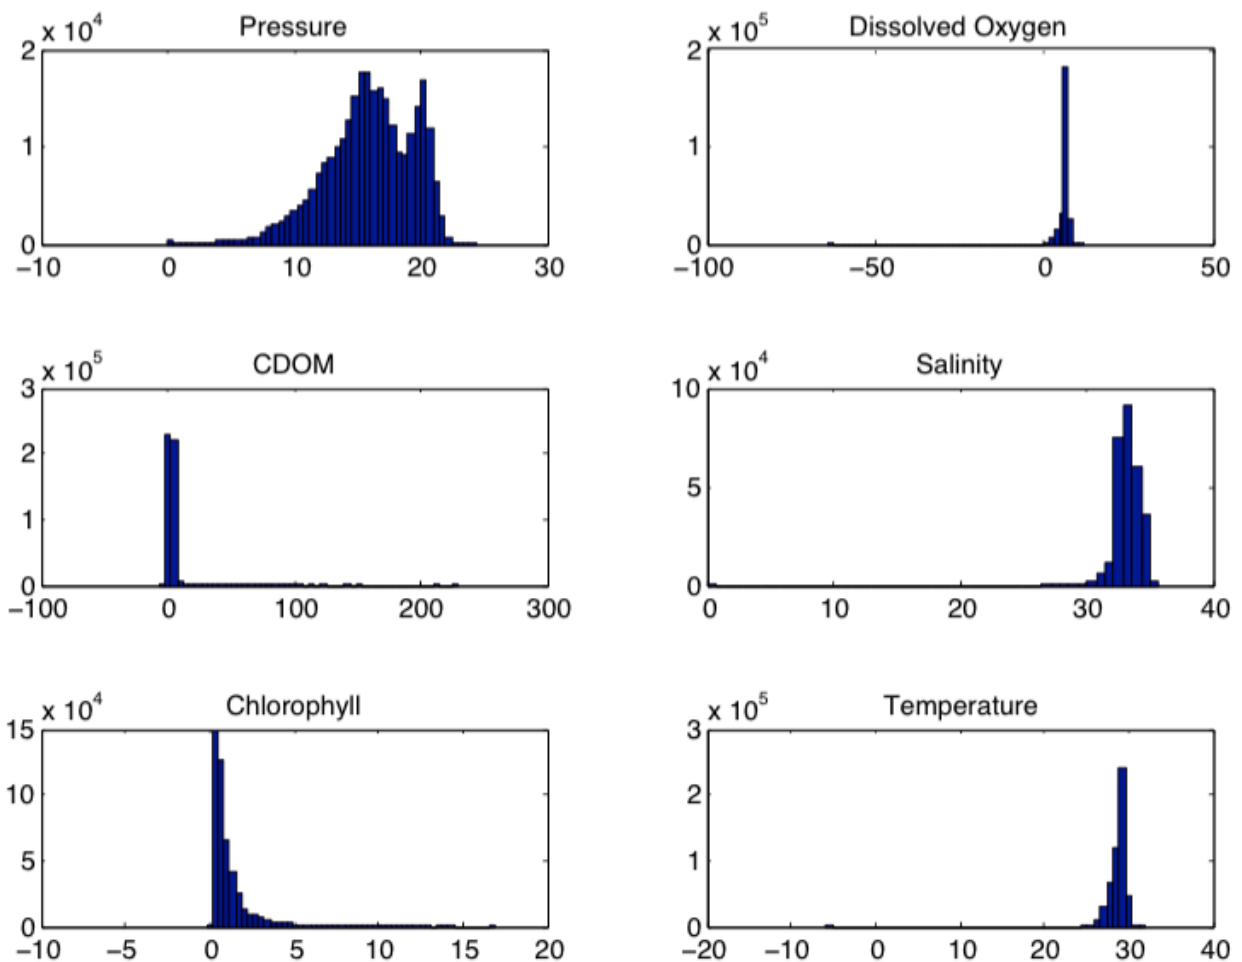 Pressure
x 10^4
2
1
0
−10 0 10 20 30
Dissolved Oxygen
x 10^5
2
1
0
−100 −50 0 50
CDOM
x 10^5
3
2
1
0
−100 0 100 200 300
Salinity
x 10^4
10
5
0
0 10 20 30 40
Chlorophyll
x 10^4
15
10
5
0
−10 −5 0 5 10 15 20
Temperature
x 10^5
3
2
1
0
−20 −10 0 10 20 30 40